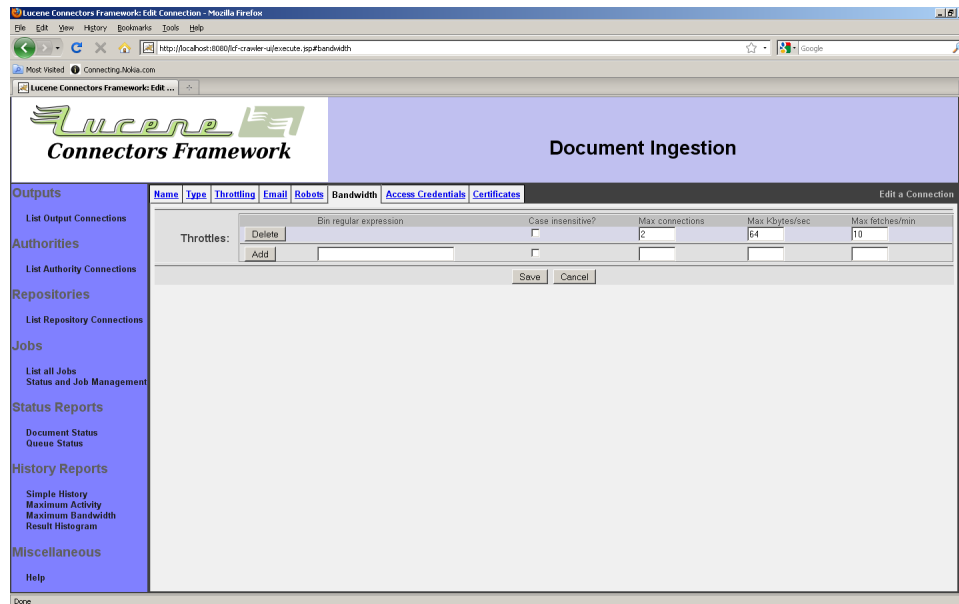 Lucene Connectors Framework: Edit Connection - Mozilla Firefox
File Edit View History Bookmarks Tools Help
http://localhost:8080/lcf-crawler-ui/execute.jsp#bandwidth
Google
Most Visited Connecting.Nokia.com
Lucene Connectors Framework: Edit ...
Lucene
Connectors Framework
Document Ingestion
Outputs
List Output Connections
Authorities
List Authority Connections
Repositories
List Repository Connections
Jobs
List all Jobs
Status and Job Management
Status Reports
Document Status
Queue Status
History Reports
Simple History
Maximum Activity
Maximum Bandwidth
Result Histogram
Miscellaneous
Help
Name Type Throttling Email Robots Bandwidth Access Credentials Certificates Edit a Connection
Throttles:
Bin regular expression Case insensitive? Max connections Max Kbytes/sec Max fetches/min
Delete 2 64 10
Add
Save Cancel
Done